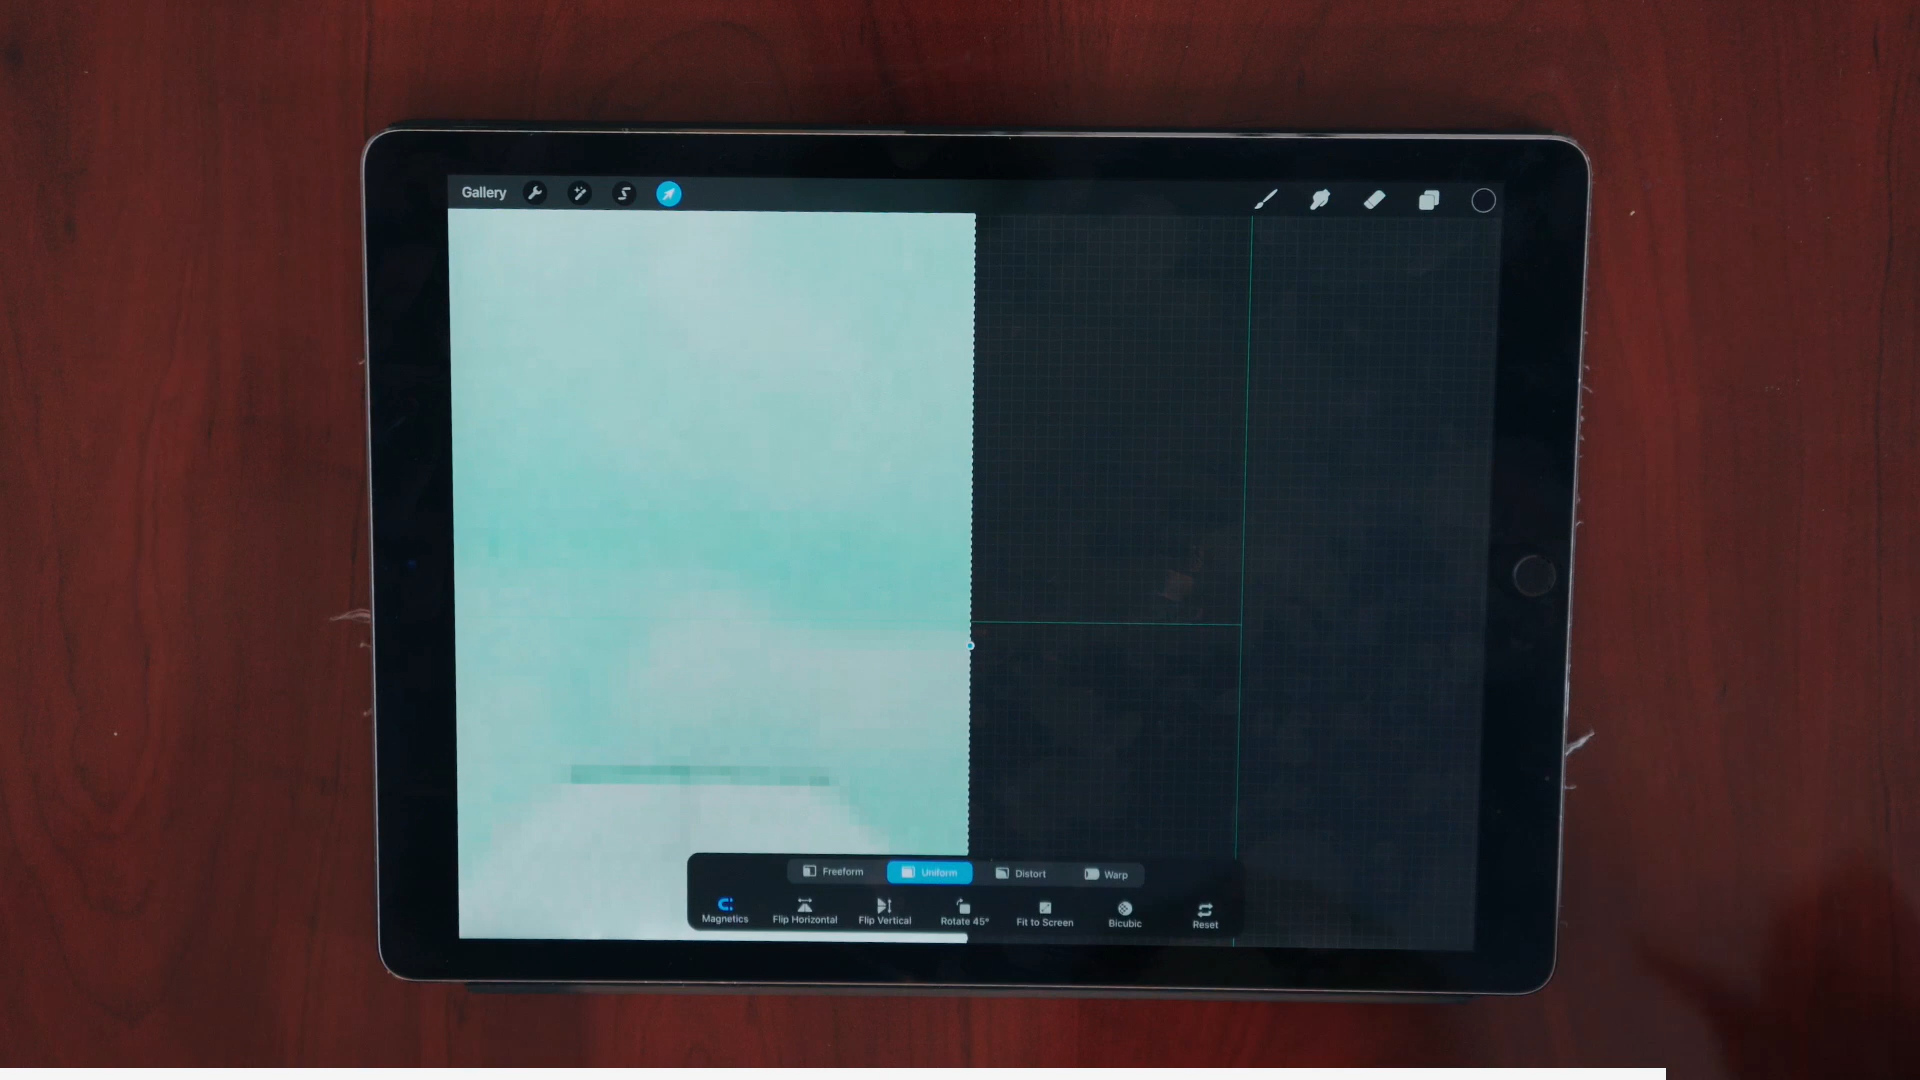 Gallery
Freeform Uniform Distort Warp
Magnetics Flip Horizontal Flip Vertical Rotate 45° Fit to Screen Bicubic Reset